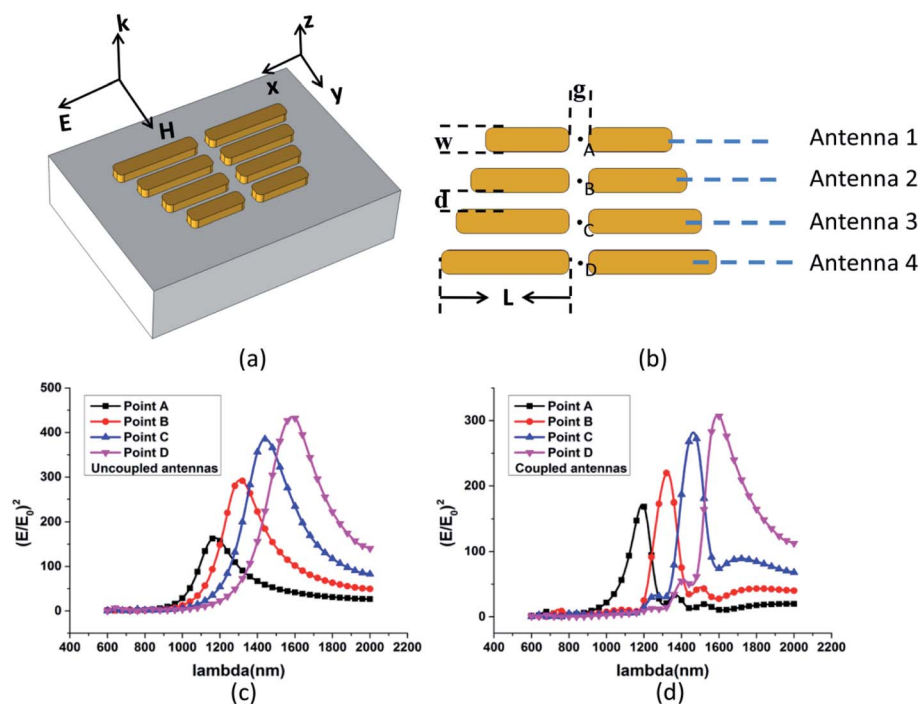 k
E
H
z
x
y
(a)
g
w
A
Antenna 1
B
Antenna 2
d
C
Antenna 3
D
Antenna 4
L
(b)
500
400
300
200
100
0
(E/E0)2
Point A
Point B
Point C
Point D
Uncoupled antennas
400 600 800 1000 1200 1400 1600 1800 2000 2200
lambda(nm)
(c)
300
200
100
0
(E/E0)2
Point A
Point B
Point C
Point D
Coupled antennas
400 600 800 1000 1200 1400 1600 1800 2000 2200
lambda(nm)
(d)